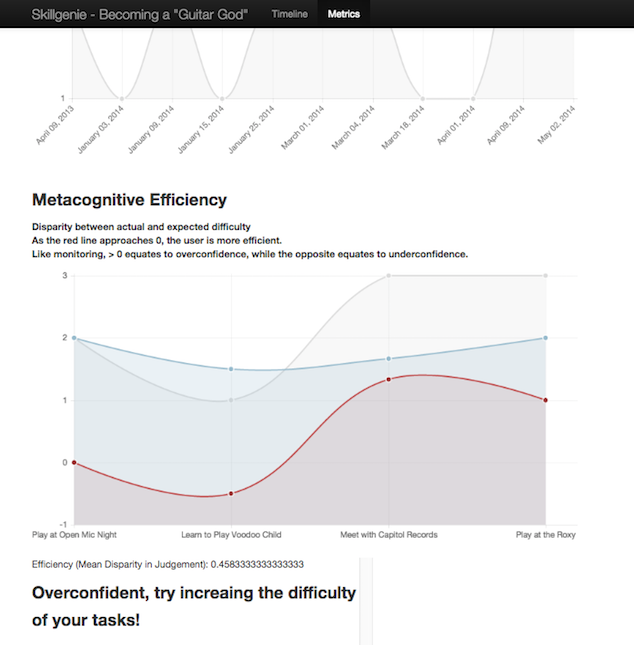 Skillgenie - Becoming a "Guitar God" Timeline Metrics
1
April 09, 2013 January 03, 2014 January 09, 2014 January 15, 2014 January 25, 2014 March 01, 2014 March 04, 2014 March 18, 2014 April 01, 2014 April 09, 2014 May 02, 2014
Metacognitive Efficiency
Disparity between actual and expected difficulty
As the red line approaches 0, the user is more efficient.
Like monitoring, > 0 equates to overconfidence, while the opposite equates to underconfidence.
3
2
1
0
-1
Play at Open Mic Night Learn to Play Voodoo Child Meet with Capitol Records Play at the Roxy
Efficiency (Mean Disparity in Judgement): 0.4583333333333333
Overconfident, try increaing the difficulty
of your tasks!